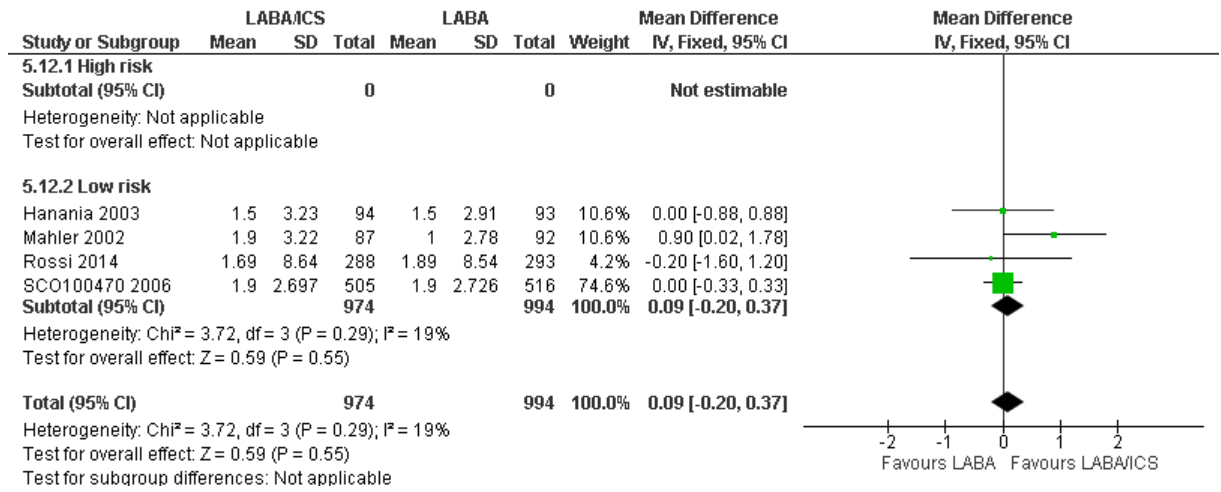 LABA/ICS LABA Mean Difference Mean Difference
Study or Subgroup Mean SD Total Mean SD Total Weight IV, Fixed, 95% CI IV, Fixed, 95% CI
5.12.1 High risk
Subtotal (95% CI) 0 0 Not estimable
Heterogeneity: Not applicable
Test for overall effect: Not applicable
5.12.2 Low risk
Hanania 2003 1.5 3.23 94 1.5 2.91 93 10.6% 0.00 [-0.88, 0.88]
Mahler 2002 1.9 3.22 87 1 2.78 92 10.6% 0.90 [0.02, 1.78]
Rossi 2014 1.69 8.64 288 1.89 8.54 293 4.2% -0.20 [-1.60, 1.20]
SCO100470 2006 1.9 2.697 505 1.9 2.726 516 74.6% 0.00 [-0.33, 0.33]
Subtotal (95% CI) 974 994 100.0% 0.09 [-0.20, 0.37]
Heterogeneity: Chi² = 3.72, df = 3 (P = 0.29); I² = 19%
Test for overall effect: Z = 0.59 (P = 0.55)
Total (95% CI) 974 994 100.0% 0.09 [-0.20, 0.37]
Heterogeneity: Chi² = 3.72, df = 3 (P = 0.29); I² = 19%
Test for overall effect: Z = 0.59 (P = 0.55)
Test for subgroup differences: Not applicable
-2 -1 0 1 2
Favours LABA Favours LABA/ICS